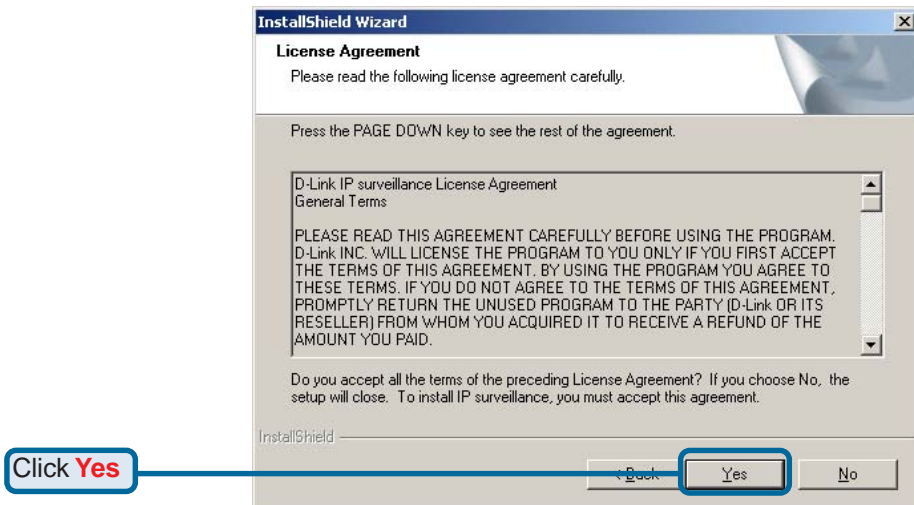 InstallShield Wizard
License Agreement
Please read the following license agreement carefully.
Press the PAGE DOWN key to see the rest of the agreement.
D-Link IP surveillance License Agreement
General Terms
PLEASE READ THIS AGREEMENT CAREFULLY BEFORE USING THE PROGRAM.
D-Link INC. WILL LICENSE THE PROGRAM TO YOU ONLY IF YOU FIRST ACCEPT
THE TERMS OF THIS AGREEMENT. BY USING THE PROGRAM YOU AGREE TO
THESE TERMS. IF YOU DO NOT AGREE TO THE TERMS OF THIS AGREEMENT,
PROMPTLY RETURN THE UNUSED PROGRAM TO THE PARTY (D-Link OR ITS
RESELLER) FROM WHOM YOU ACQUIRED IT TO RECEIVE A REFUND OF THE
AMOUNT YOU PAID.
Do you accept all the terms of the preceding License Agreement? If you choose No, the
setup will close. To install IP surveillance, you must accept this agreement.
InstallShield
Click Yes
< Back
Yes
No